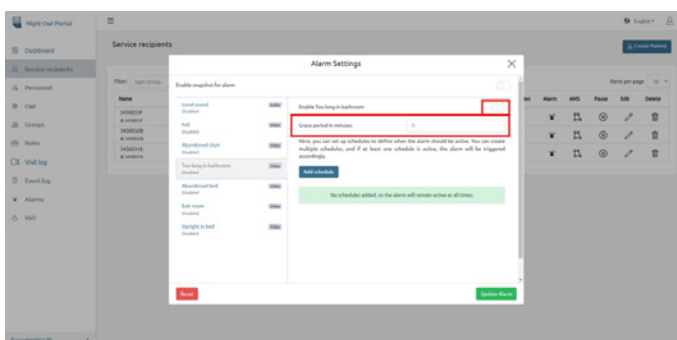 Night Owl Portal
English
Dashboard
Service recipients
Personnel
Owl
Groups
Roles
Visit log
Event log
Alarms
SSO
Service recipients
Create Patient
Filter:
Items per page 10
Name
Alarm AMS Pause Edit Delete
Alarm Settings
Enable snapshot for alarm
Loud sound Audio
Disabled
Fall Video
Disabled
Abandoned chair Video
Disabled
Too long in bathroom Video
Disabled
Abandoned bed Video
Disabled
Exit room Video
Disabled
Upright in bed Video
Disabled
Enable Too long in bathroom
Grace period in minutes
Here, you can set up schedules to define when the alarm should be active. You can create
multiple schedules, and if at least one schedule is active, the alarm will be triggered
accordingly.
Add schedule
No schedules added, so the alarm will remain active at all times.
Reset
Update Alarm